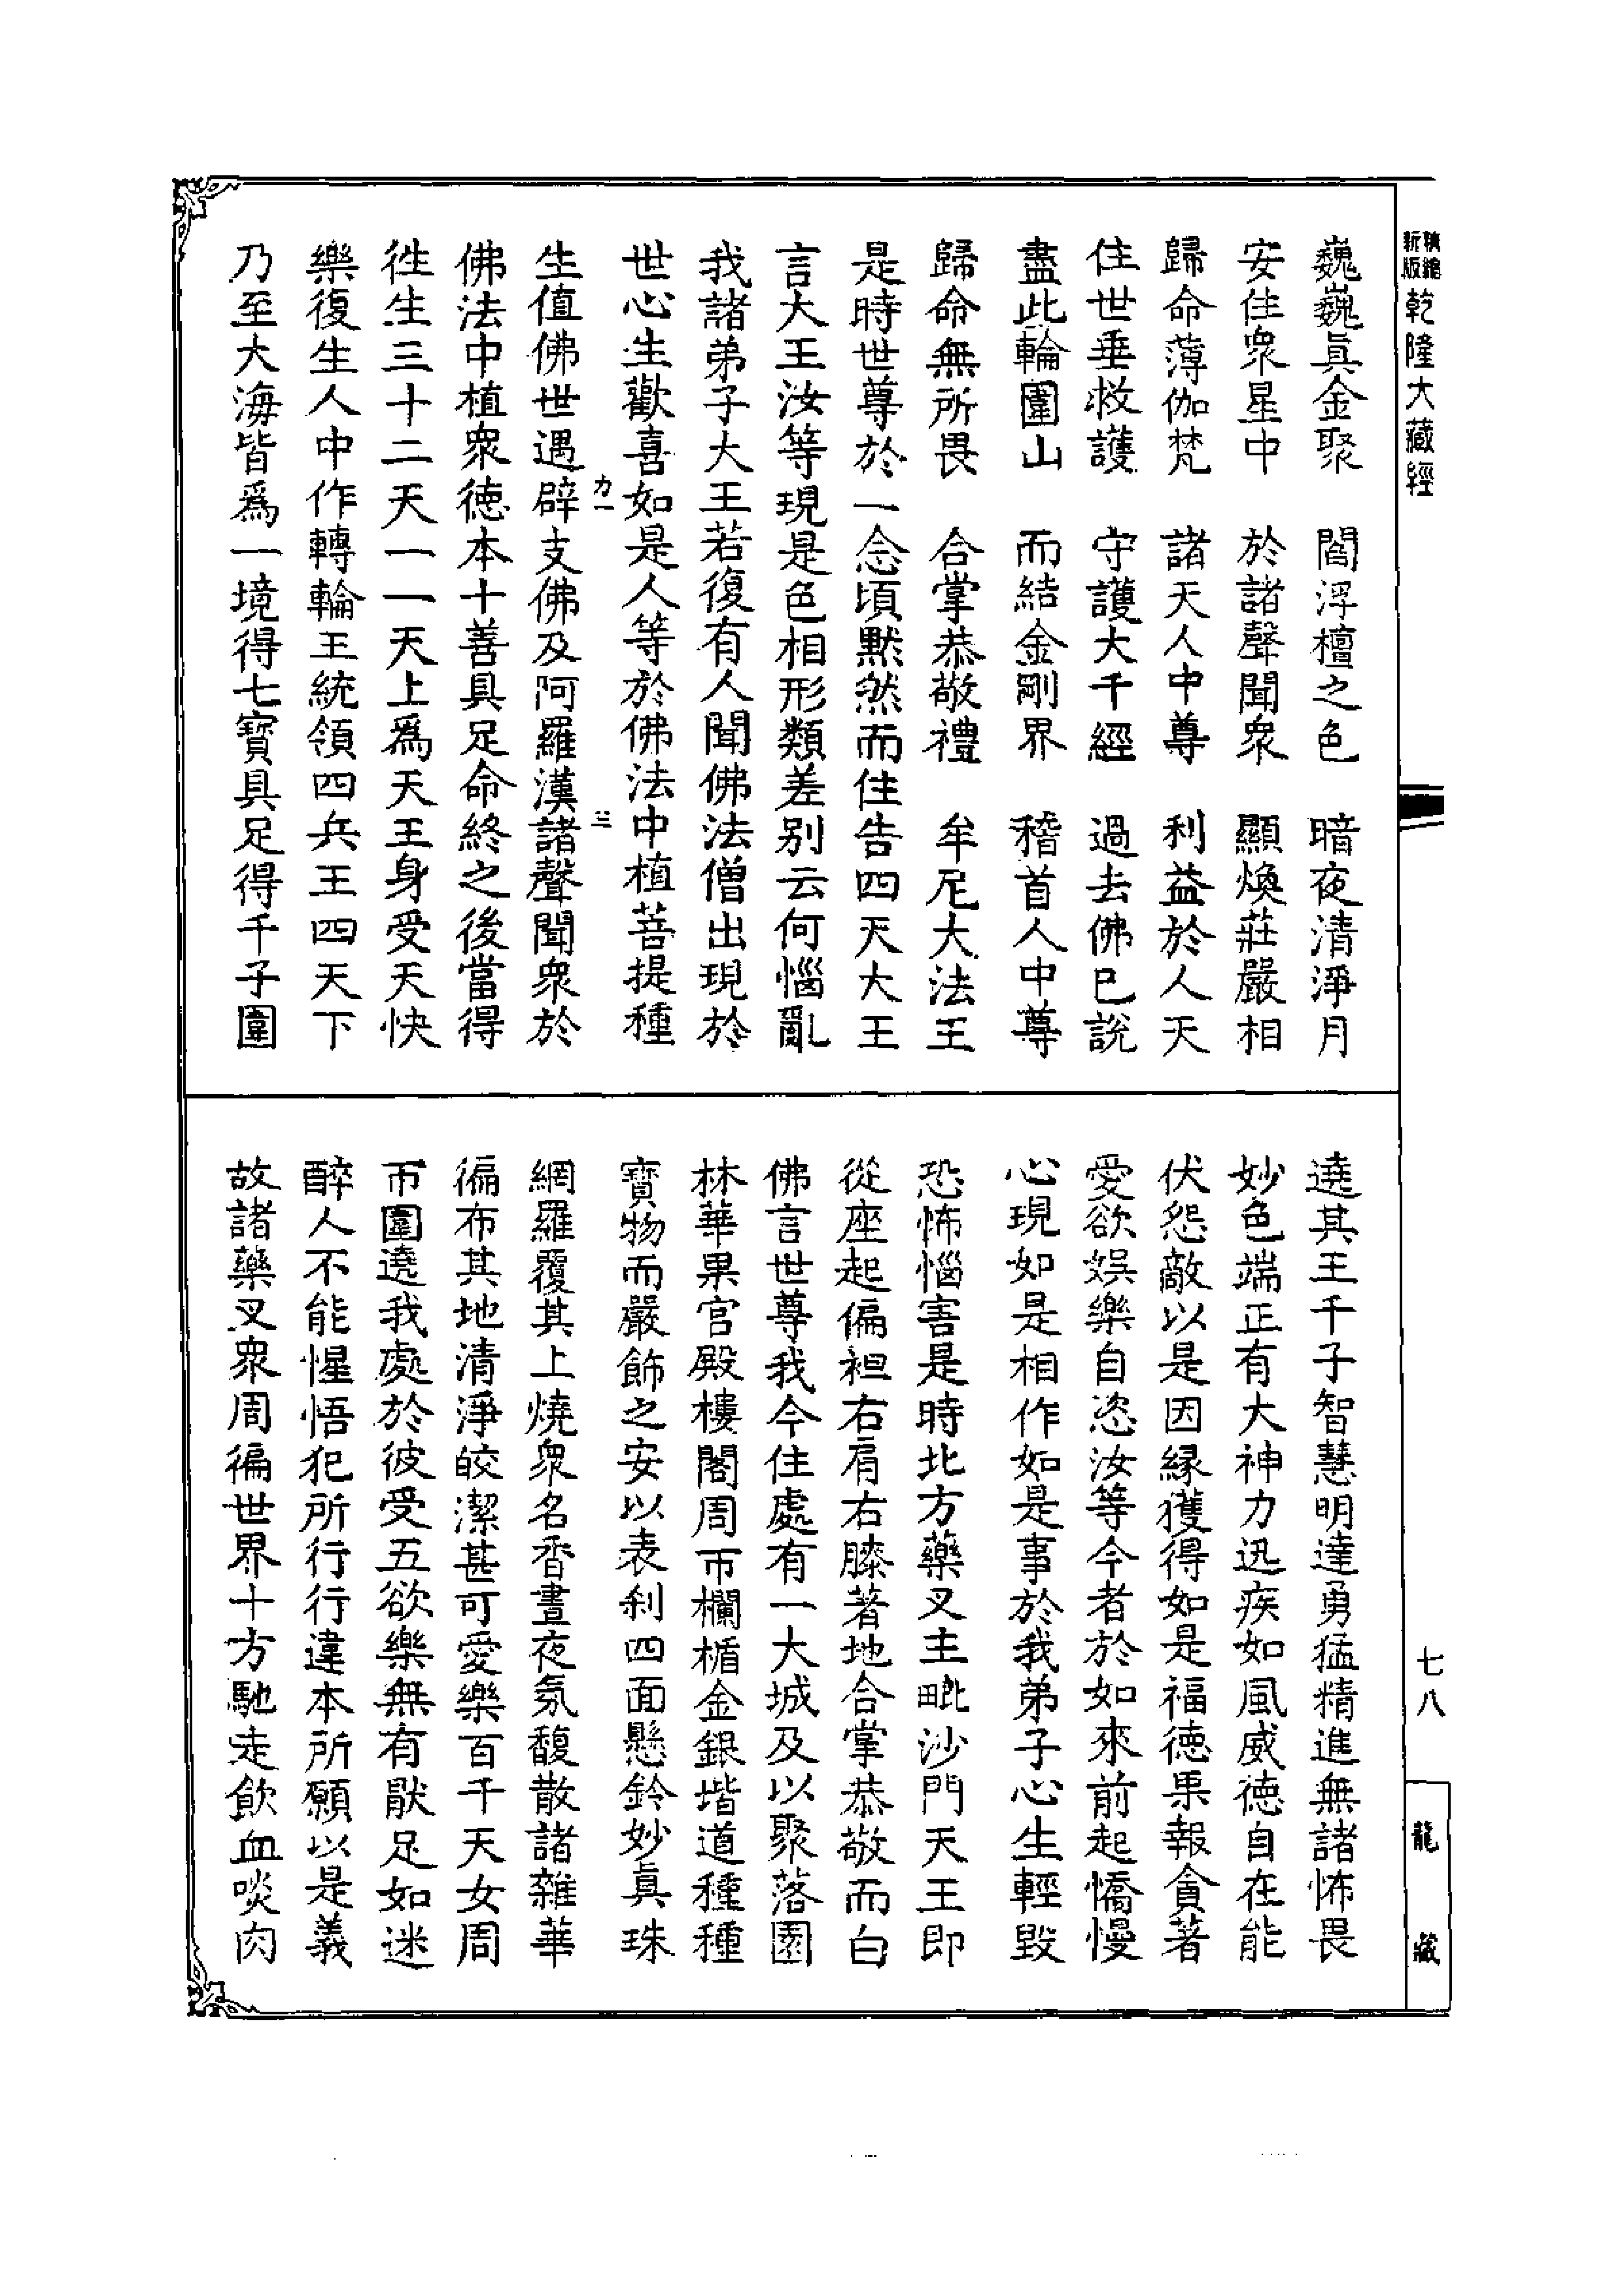 精縮
新版
乾隆大藏經
巍巍真金聚　閻浮檀之色　暗夜清淨月
安住衆星中　於諸聲聞衆　顯煥莊嚴相
歸命薄伽梵　諸天人中尊　利益於人天
住世垂救護　守護大千經　過去佛已說
盡此輪圍山　而結金剛界　稽首人中尊
歸命無所畏　合掌恭敬禮　牟尼大法王
是時世尊於一念頃默然而住告四天大王
言大王汝等現是色相形類差别云何惱亂
我諸弟子大王若復有人聞佛法僧出現於
世心生歡喜如是人等於佛法中植菩提種
力一
三
生值佛世遇辟支佛及阿羅漢諸聲聞衆於
佛法中植衆德本十善具足命終之後當得
往生三十二天一一天上爲天王身受天快
樂復生人中作轉輪王統領四兵王四天下
乃至大海皆爲一境得七寶具足得千子圍
遶其王千子智慧明達勇猛精進無諸怖畏
妙色端正有大神力迅疾如風威德自在能
伏怨敵以是因緣獲得如是福德果報貪著
愛欲娛樂自恣汝等今者於如來前起憍慢
心現如是相作如是事於我弟子心生輕毀
恐怖惱害是時北方藥叉主毗沙門天王即
從座起偏袒右肩右膝著地合掌恭敬而白
佛言世尊我今住處有一大城及以聚落園
林華果官殿樓閣周帀欄楯金銀堦道種種
寶物而嚴飾之安以表刹四面懸鈴妙真珠
網羅覆其上燒衆名香晝夜氛馥散諸雜華
徧布其地清淨皎潔甚可愛樂百千天女周
帀圍遶我處於彼受五欲樂無有厭足如迷
醉人不能惺悟犯所行行違本所願以是義
故諸藥叉衆周徧世界十方馳走飲血啖肉
七八
龍藏